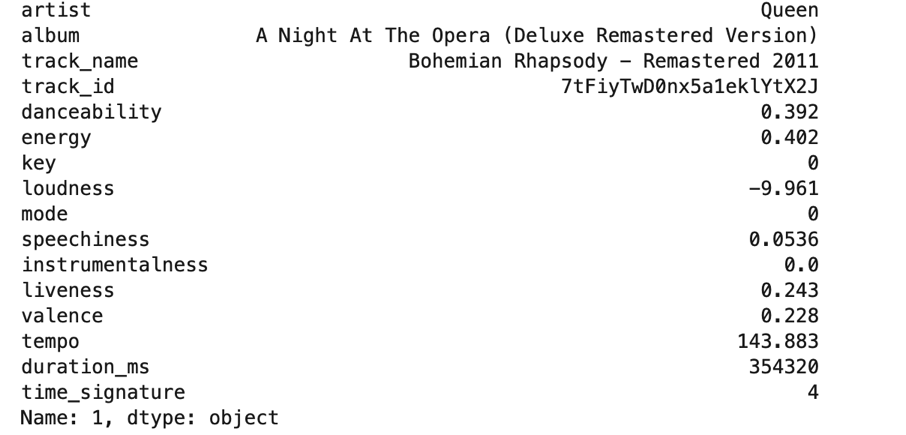 artist Queen
album A Night At The Opera (Deluxe Remastered Version)
track_name Bohemian Rhapsody – Remastered 2011
track_id 7tFiyTwD0nx5a1eklYtX2J
danceability 0.392
energy 0.402
key 0
loudness −9.961
mode 0
speechiness 0.0536
instrumentalness 0.0
liveness 0.243
valence 0.228
tempo 143.883
duration_ms 354320
time_signature 4
Name: 1, dtype: object